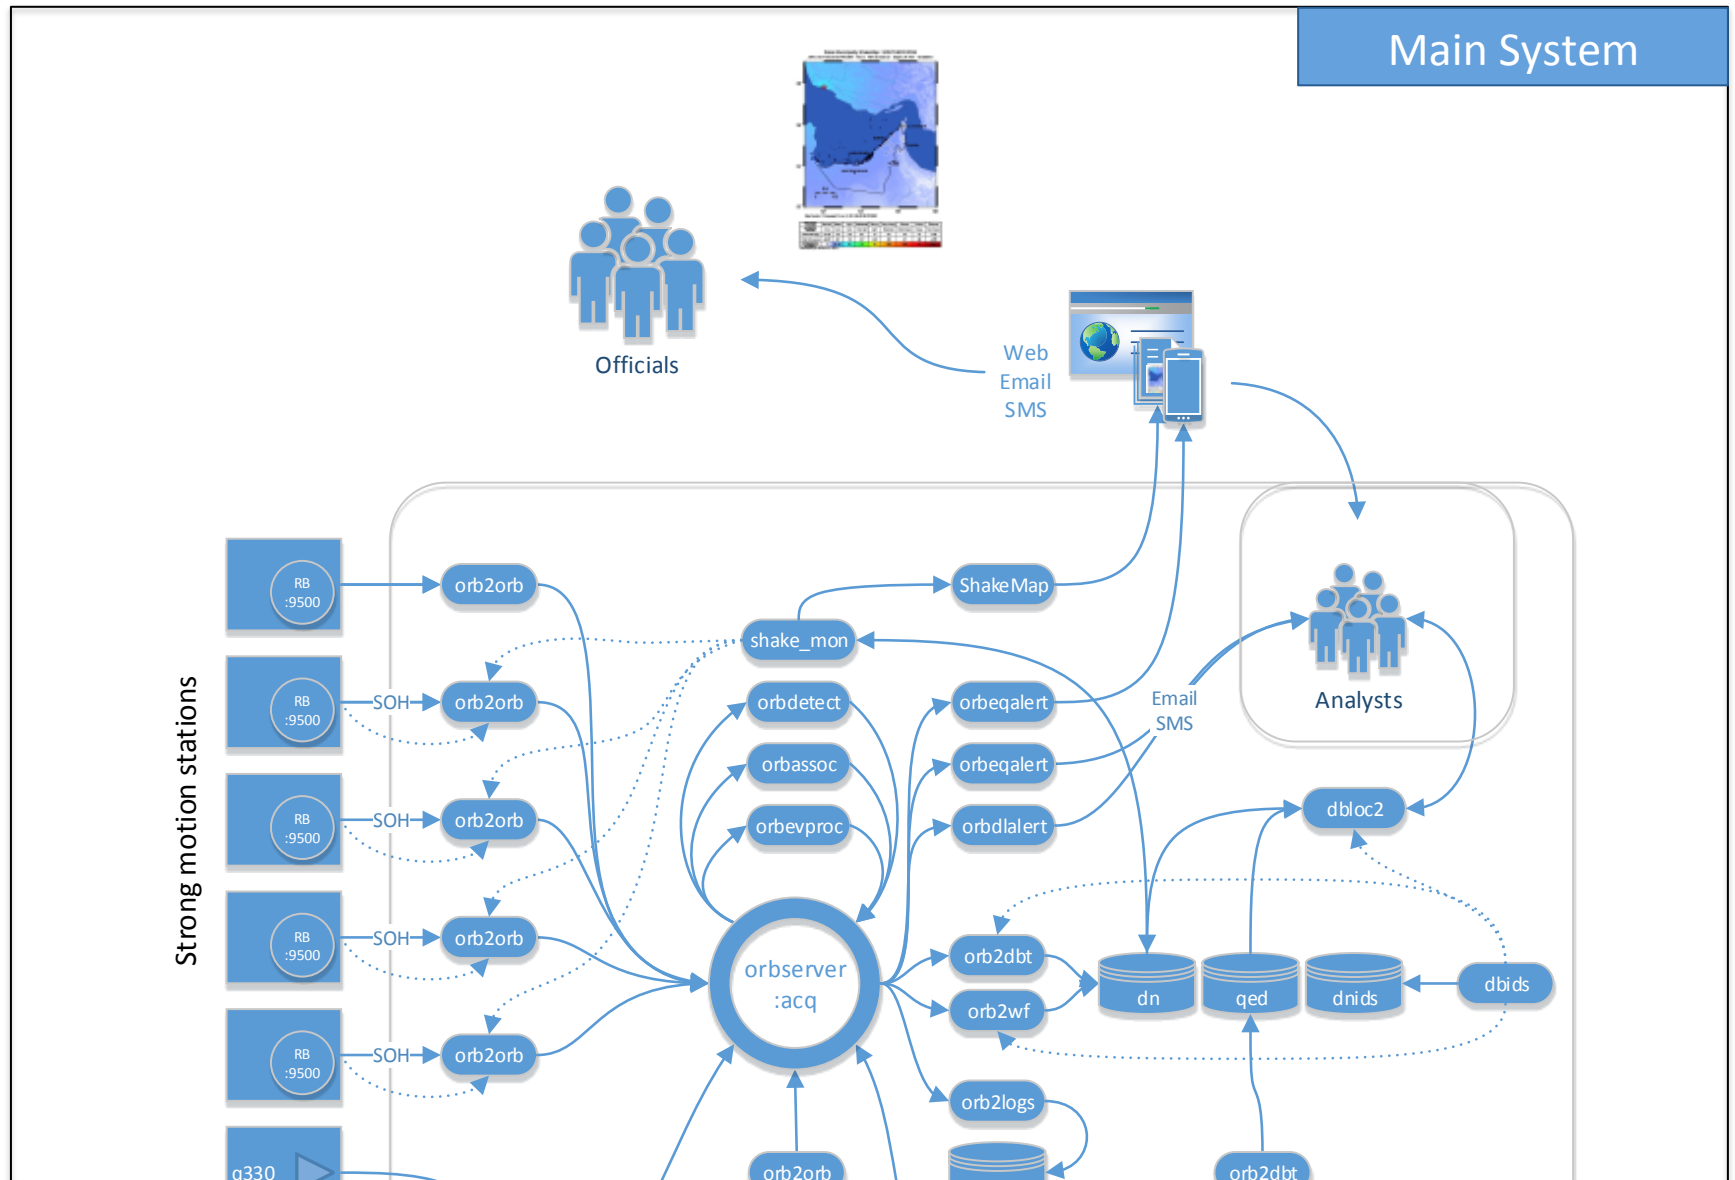 Main System
Officials
Web
Email
SMS
Strong motion stations
RB
:9500
orb2orb
ShakeMap
shake_mon
RB
:9500
SOH
orb2orb
orbdetect
orbeqalert
Email
SMS
Analysts
orbassoc
orbeqalert
RB
:9500
SOH
orb2orb
orbevproc
orbdlalert
dbloc2
RB
:9500
SOH
orb2orb
orbserver
:acq
orb2dbt
orb2wf
dn
qed
dnids
dbids
RB
:9500
SOH
orb2orb
orb2logs
q330
orb2orb
orb2dbt